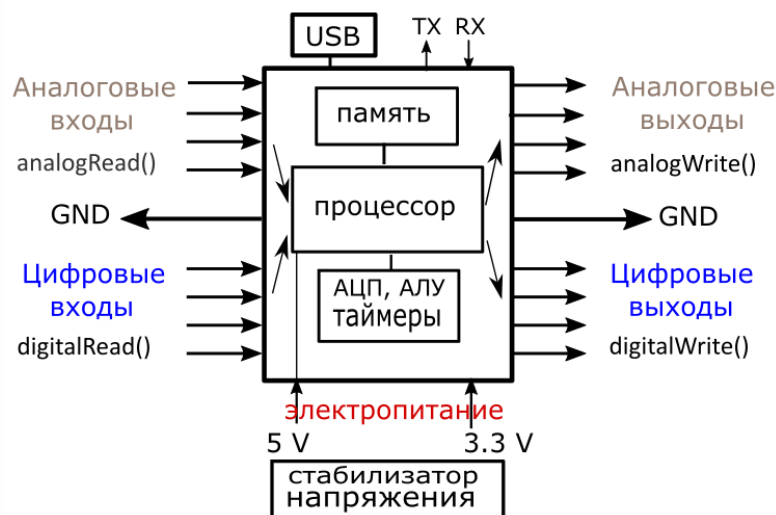 USB
TX RX
Аналоговые
входы
analogRead()
GND
Цифровые
входы
digitalRead()
память
процессор
АЦП, АЛУ
таймеры
Аналоговые
выходы
analogWrite()
GND
Цифровые
выходы
digitalWrite()
электропитание
5 V
3.3 V
стабилизатор
напряжения